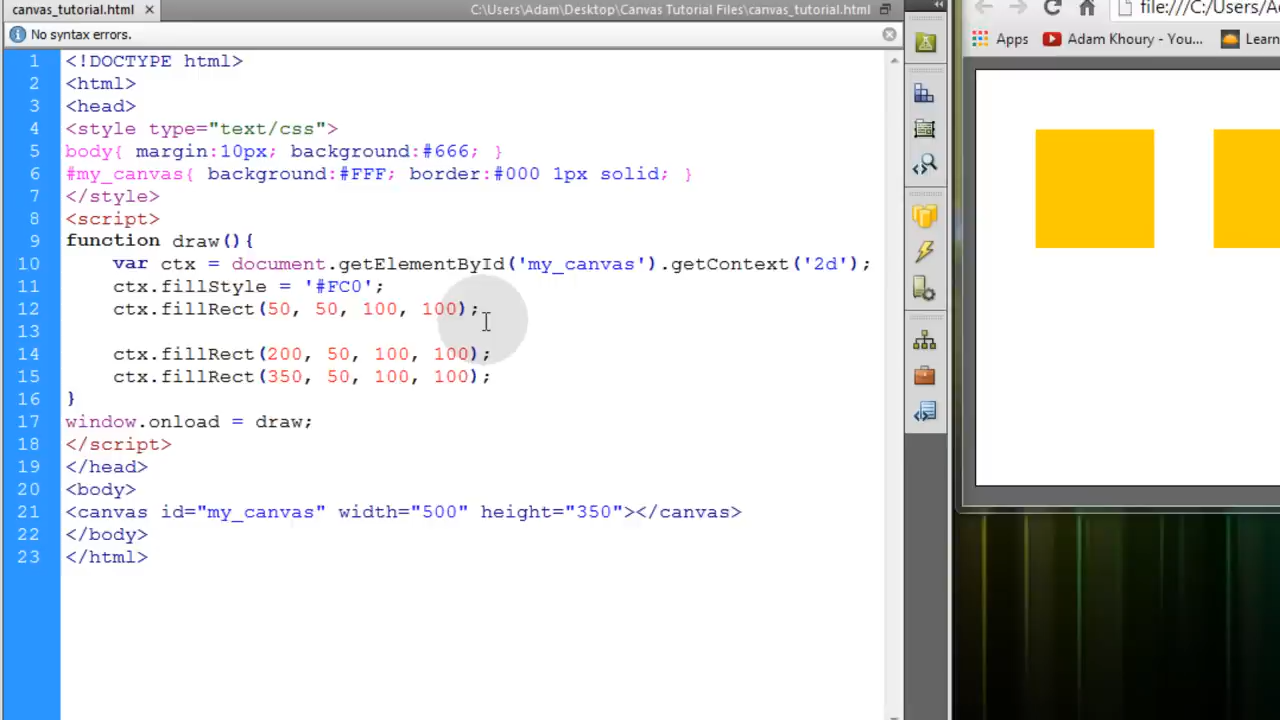 canvas_tutorial.html
C:\Users\Adam\Desktop\Canvas Tutorial Files\canvas_tutorial.html
No syntax errors.
1 <!DOCTYPE html>
2 <html>
3 <head>
4 <style type="text/css">
5 body{ margin:10px; background:#666; }
6 #my_canvas{ background:#FFF; border:#000 1px solid; }
7 </style>
8 <script>
9 function draw(){
10 var ctx = document.getElementById('my_canvas').getContext('2d');
11 ctx.fillStyle = '#FC0';
12 ctx.fillRect(50, 50, 100, 100);
13
14 ctx.fillRect(200, 50, 100, 100);
15 ctx.fillRect(350, 50, 100, 100);
16 }
17 window.onload = draw;
18 </script>
19 </head>
20 <body>
21 <canvas id="my_canvas" width="500" height="350"></canvas>
22 </body>
23 </html>
file:///C:/Users/A
Apps
Adam Khoury - You...
Learn